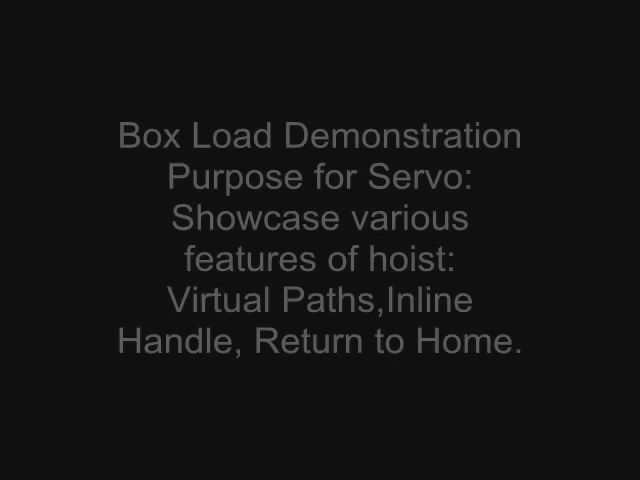 Box Load Demonstration
Purpose for Servo:
Showcase various
features of hoist:
Virtual Paths,Inline
Handle, Return to Home.